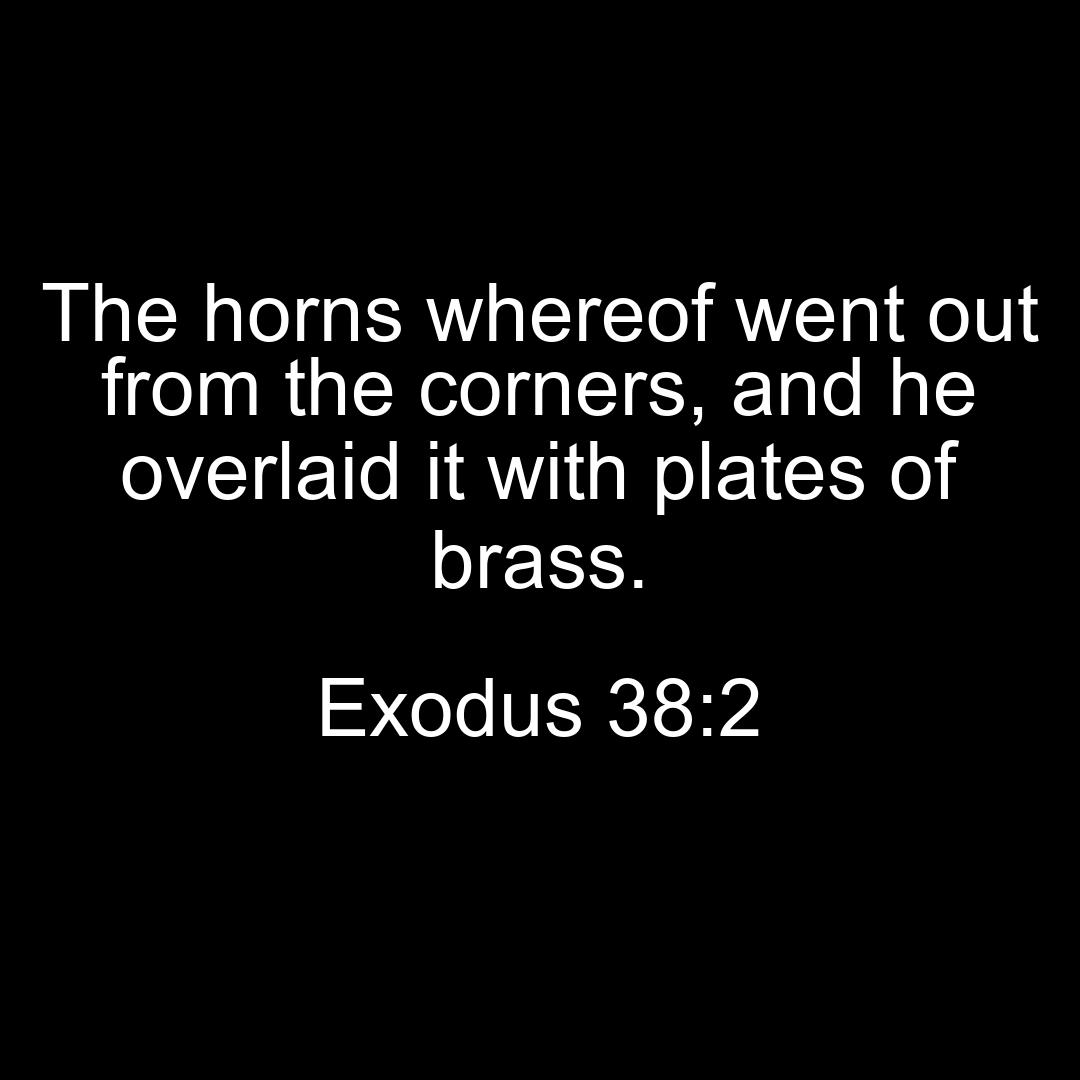 The horns whereof went out
from the corners, and he
overlaid it with plates of
brass.
Exodus 38:2